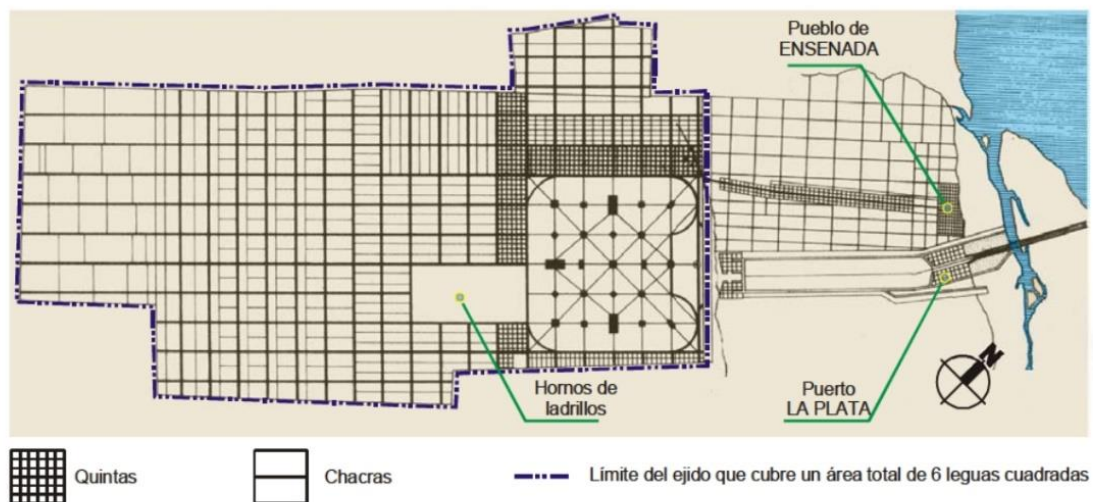 Pueblo de
ENSENADA
Hornos de
ladrillos
Puerto
LA PLATA
N
Quintas
Chacras
Límite del ejido que cubre un área total de 6 leguas cuadradas